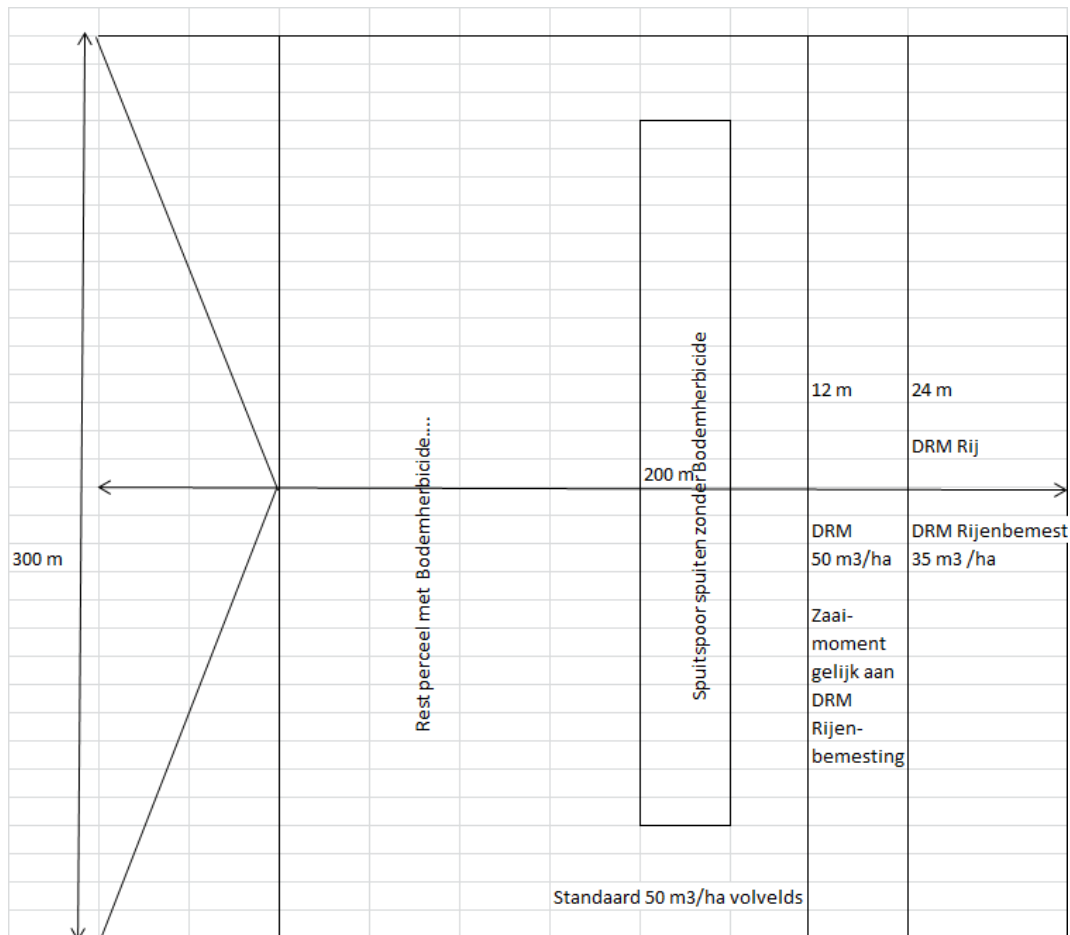 12 m
24 m
DRM Rij
Rest perceel met Bodemherbicide....
Spuitspoor spuiten zonder Bodemherbicide
200 m
300 m
DRM
50 m3/ha
Zaai-
moment
gelijk aan
DRM
Rijen-
bemesting
DRM Rijenbemest
35 m3 /ha
Standaard 50 m3/ha volvelds